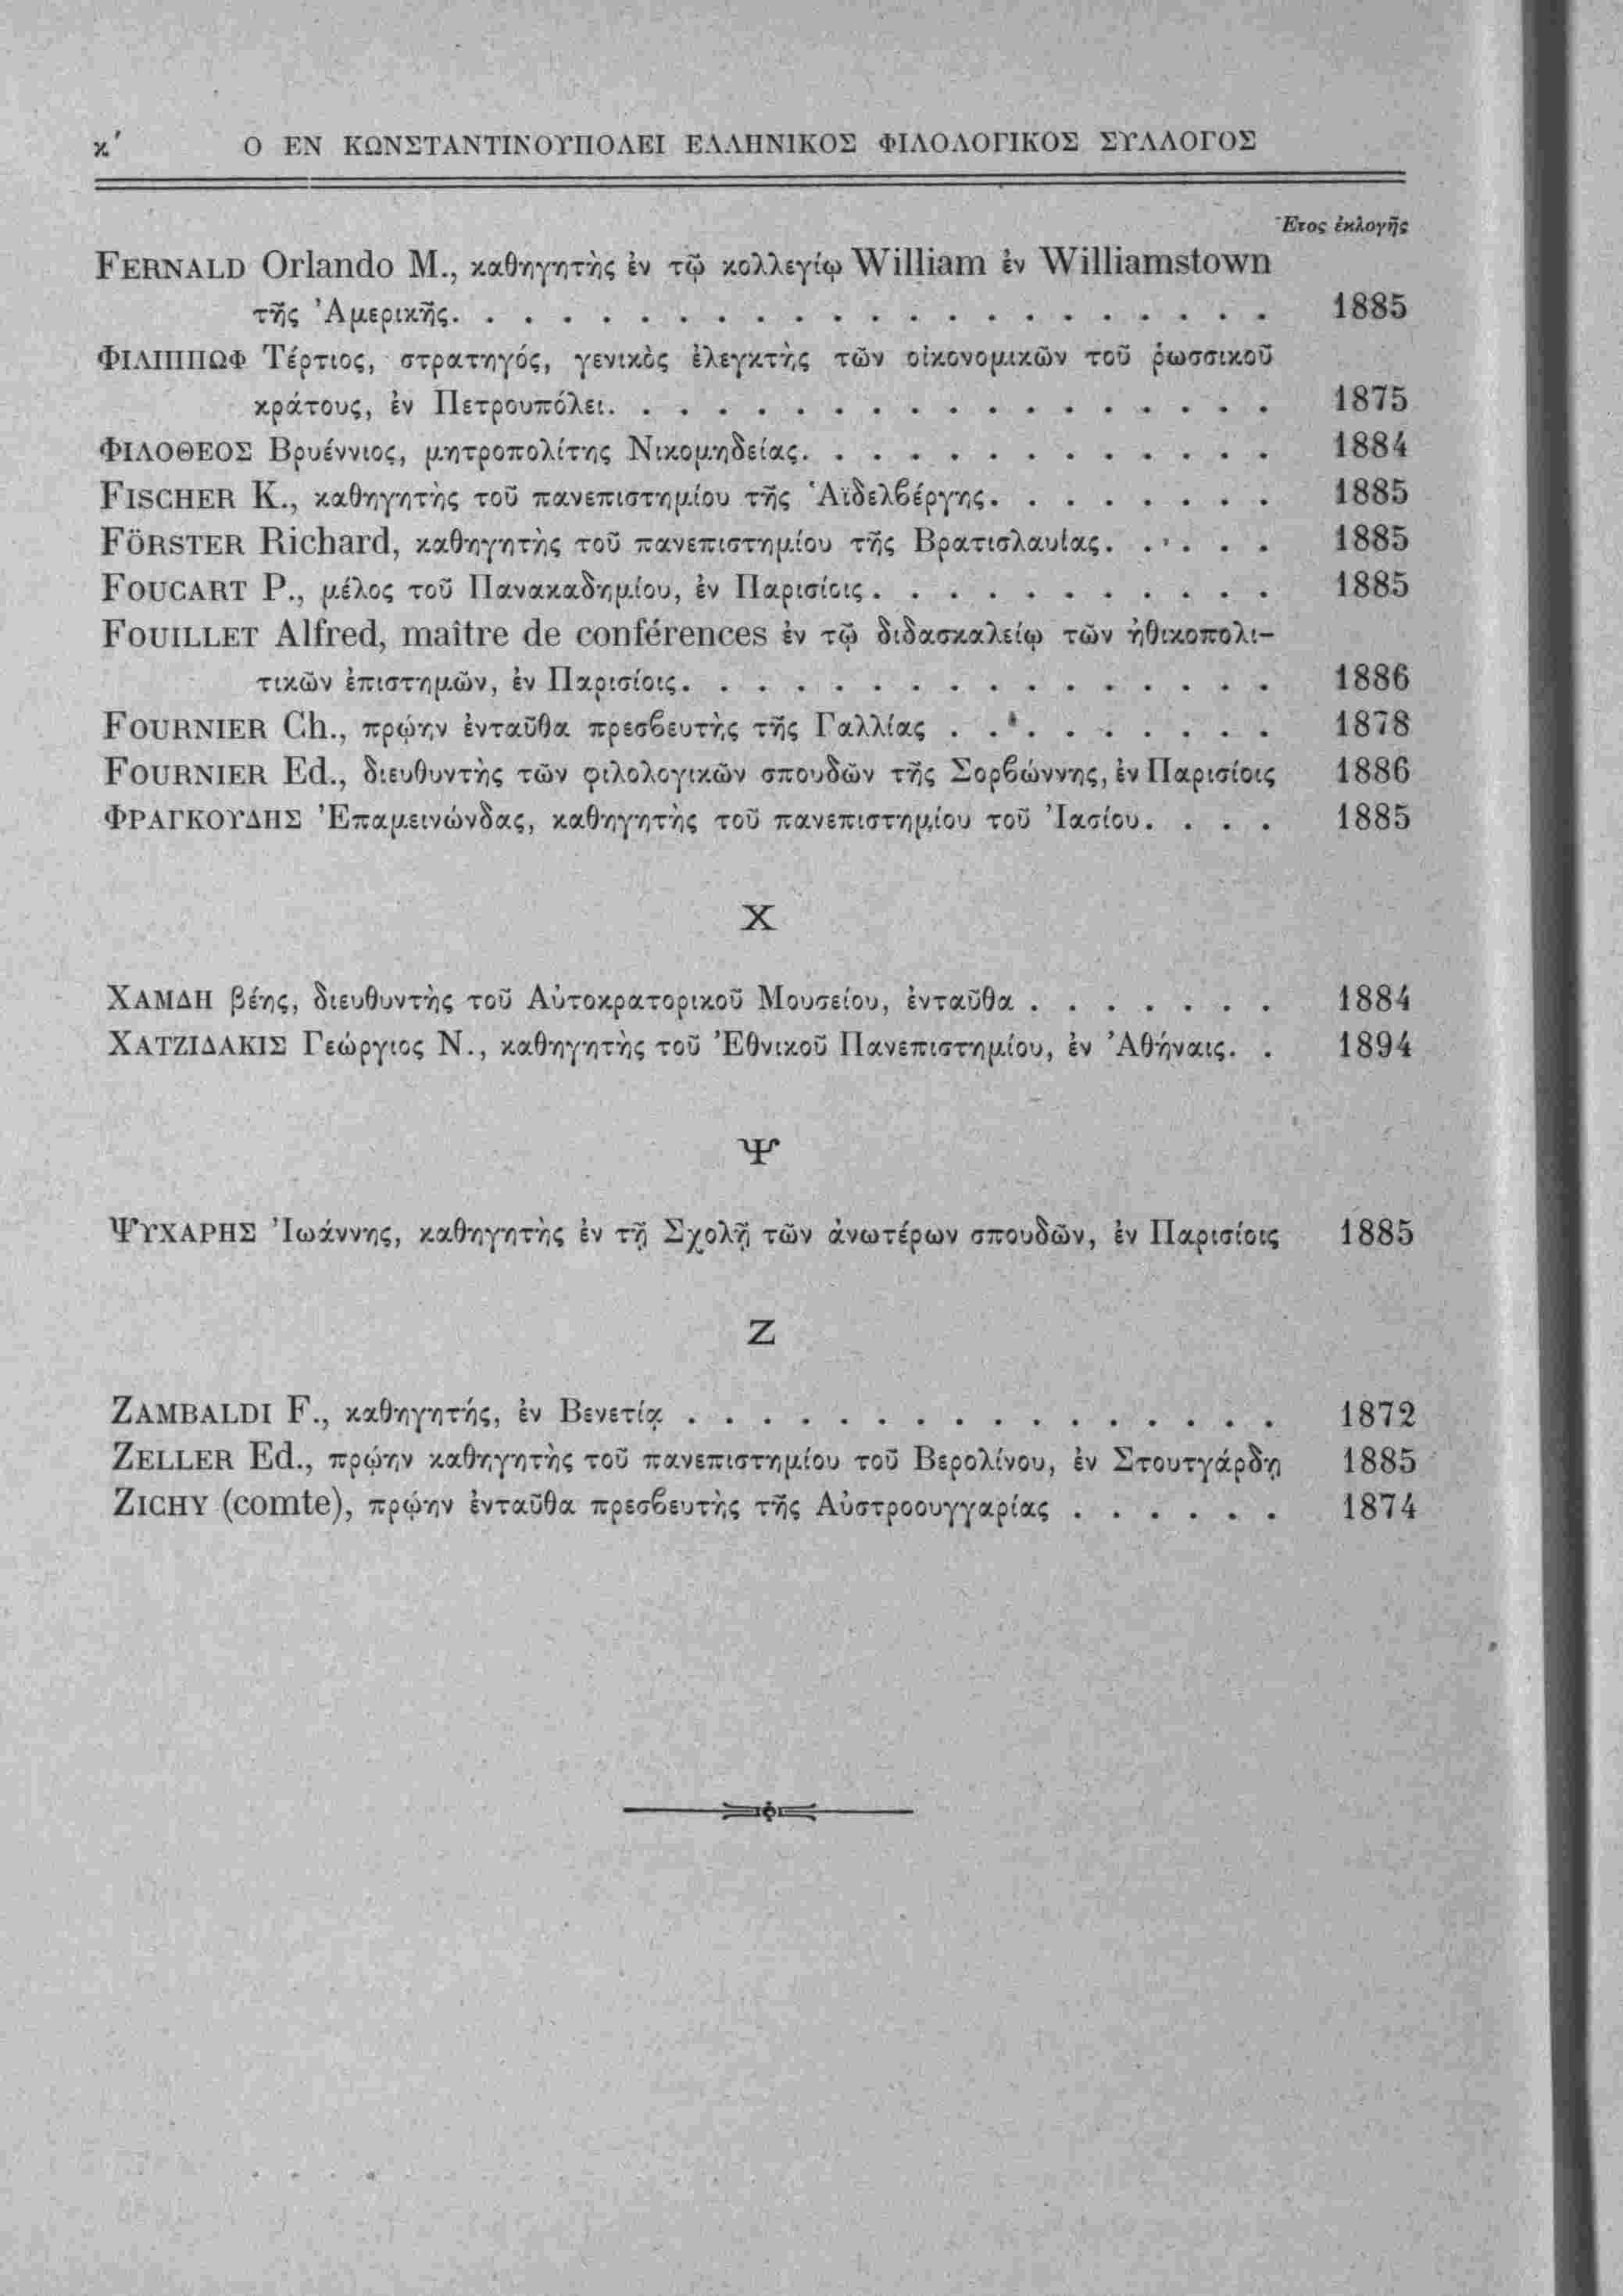 κ´ Ο ΕΝ ΚΩΝΣΤΑΝΤΙΝΟΥΠΟΛΕΙ ΕΛΛΗΝΙΚΟΣ ΦΙΛΟΛΟΓΙΚΟΣ ΣΥΛΛΟΓΟΣ
Ἔτος ἐκλογῆς
FERNALD Orlando M., καθηγητὴς ἐν τῷ κολλεγίῳ William ἐν Williamstown
τῆς Ἀμερικῆς. . . . . . . . . . . . . . . . . . . . . . 1885
ΦΙΛΙΠΠΩΦ Τέρτιος, στρατηγός, γενικὸς ἐλεγκτὴς τῶν οἰκονομικῶν τοῦ ῥωσσικοῦ
κράτους, ἐν Πετρουπόλει. . . . . . . . . . . . . . . . . . 1875
ΦΙΛΟΘΕΟΣ Βρυέννιος, μητροπολίτης Νικομηδείας. . . . . . . . . . . . . 1884
FISCHER K., καθηγητὴς τοῦ πανεπιστημίου τῆς Ἁϊδελβέργης. . . . . . . . 1885
FÖRSTER Richard, καθηγητὴς τοῦ πανεπιστημίου τῆς Βρατισλαυίας. . . . . 1885
FOUCART P., μέλος τοῦ Πανακαδημίου, ἐν Παρισίοις . . . . . . . . . . . 1885
FOUILLET Alfred, maître de conférences ἐν τῷ διδασκαλείῳ τῶν ἠθικοπολι-
τικῶν ἐπιστημῶν, ἐν Παρισίοις. . . . . . . . . . . . . . . . 1886
FOURNIER Ch., πρῴην ἐνταῦθα πρεσβευτὴς τῆς Γαλλίας . . . . . . . . . 1878
FOURNIER Ed., διευθυντὴς τῶν φιλολογικῶν σπουδῶν τῆς Σορβώννης, ἐν Παρισίοις 1886
ΦΡΑΓΚΟΥΔΗΣ Ἐπαμεινώνδας, καθηγητὴς τοῦ πανεπιστημίου τοῦ Ἰασίου. . . . 1885
Χ
ΧΑΜΔΗ βέης, διευθυντὴς τοῦ Αὐτοκρατορικοῦ Μουσείου, ἐνταῦθα . . . . . . . 1884
ΧΑΤΖΙΔΑΚΙΣ Γεώργιος Ν., καθηγητὴς τοῦ Ἐθνικοῦ Πανεπιστημίου, ἐν Ἀθήναις. . 1894
Ψ
ΨΥΧΑΡΗΣ Ἰωάννης, καθηγητὴς ἐν τῇ Σχολῇ τῶν ἀνωτέρων σπουδῶν, ἐν Παρισίοις 1885
Z
ZAMBALDI F., καθηγητής, ἐν Βενετίᾳ . . . . . . . . . . . . . . . . 1872
ZELLER Ed., πρῴην καθηγητὴς τοῦ πανεπιστημίου τοῦ Βερολίνου, ἐν Στουτγάρδῃ 1885
ZICHY (comte), πρῴην ἐνταῦθα πρεσβευτὴς τῆς Αὐστροουγγαρίας . . . . . . 1874